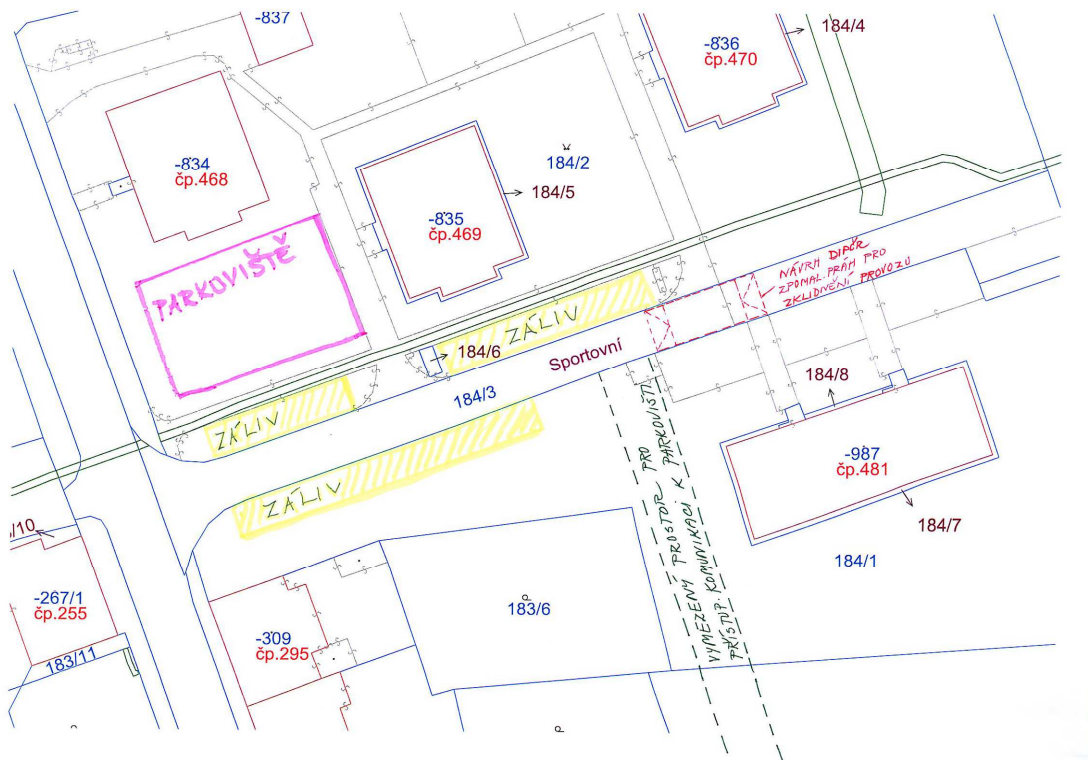 -837
184/4
-836
čp.470
-834
čp.468
184/2
184/5
-835
čp.469
PARKOVIŠTĚ
NÁVRH DIPČR
ZPOMAL. PRÁH PRO
ZKLIDNĚNÍ PROVOZU
ZÁLIV
184/6
Sportovní
184/3
184/8
ZÁLIV
ZÁLIV
VYMEZENÝ PROSTOR PRO
PŘÍSTUP. KOMUNIKACI K PARKOVIŠTI
-987
čp.481
184/7
184/1
/10
-267/1
čp.255
183/11
-309
čp.295
183/6